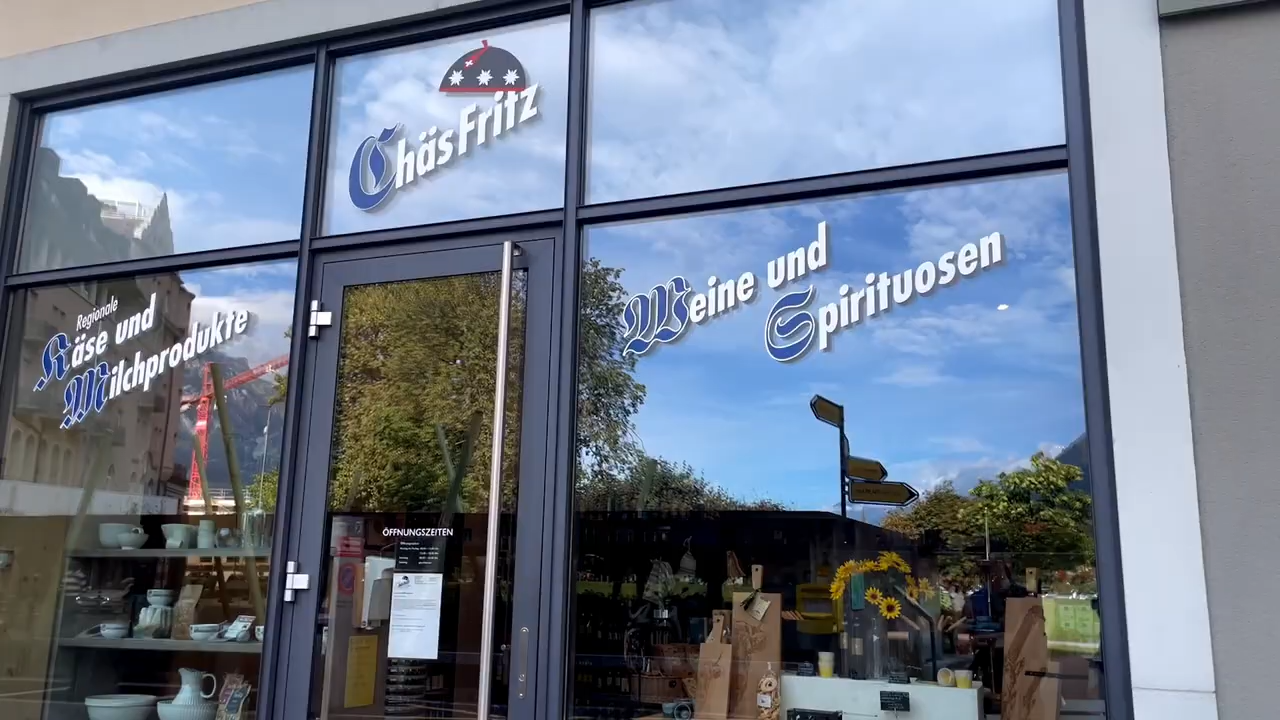 ChäsFritz
Regionale
Käse und
Milchprodukte
Weine und
Spirituosen
ÖFFNUNGSZEITEN